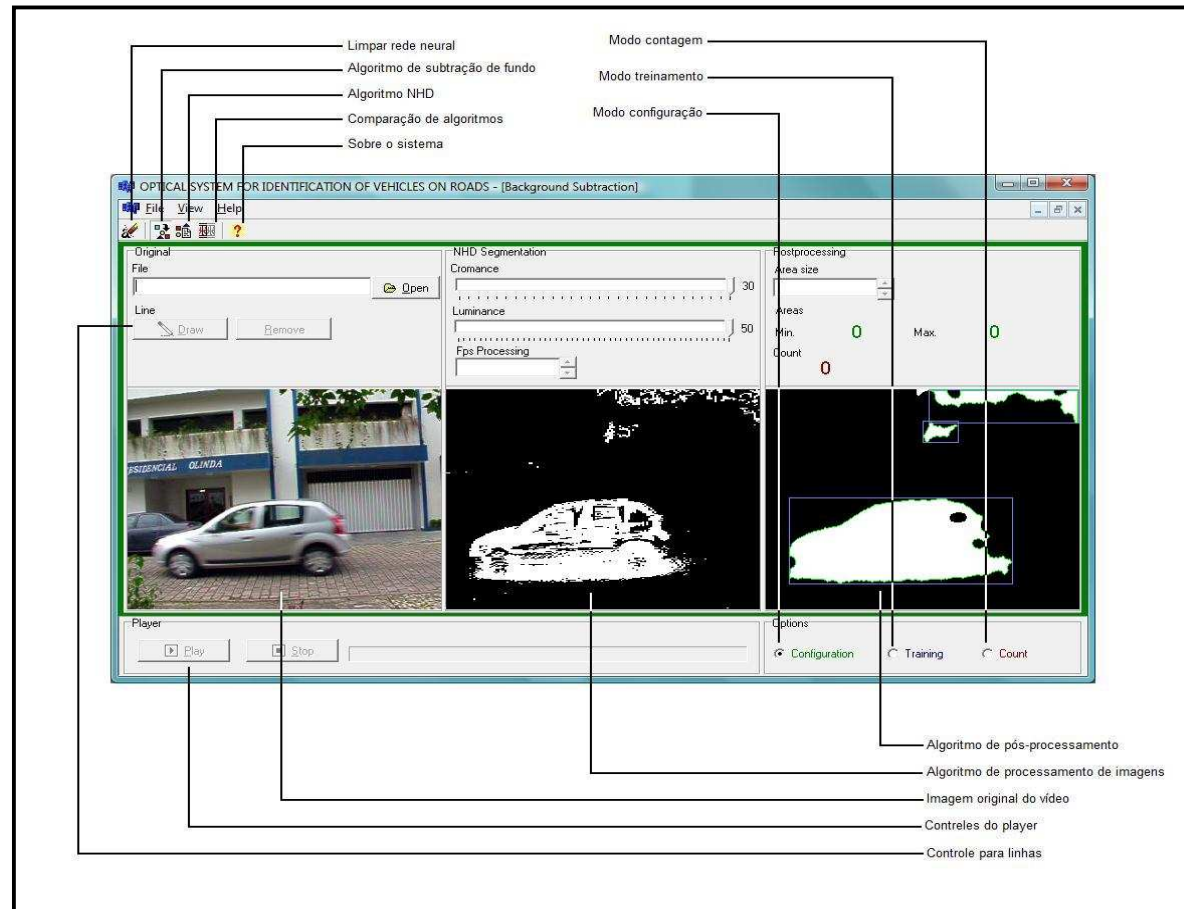 Limpar rede neural
Algoritmo de subtração de fundo
Algoritmo NHD
Comparação de algoritmos
Sobre o sistema
Modo contagem
Modo treinamento
Modo configuração
OPTICAL SYSTEM FOR IDENTIFICATION OF VEHICLES ON ROADS - [Background Subtraction]
File View Help
Original
File
Open
Line
Draw Remove
NHD Segmentation
Cromance
30
Luminance
50
Fps Processing
Postprocessing
Area size
Areas
Min. 0 Max. 0
Count
0
RESIDENCIAL OLINDA
Player
Play Stop
Options
Configuration Training Count
Algoritmo de pós-processamento
Algoritmo de processamento de imagens
Imagem original do vídeo
Controles do player
Controle para linhas